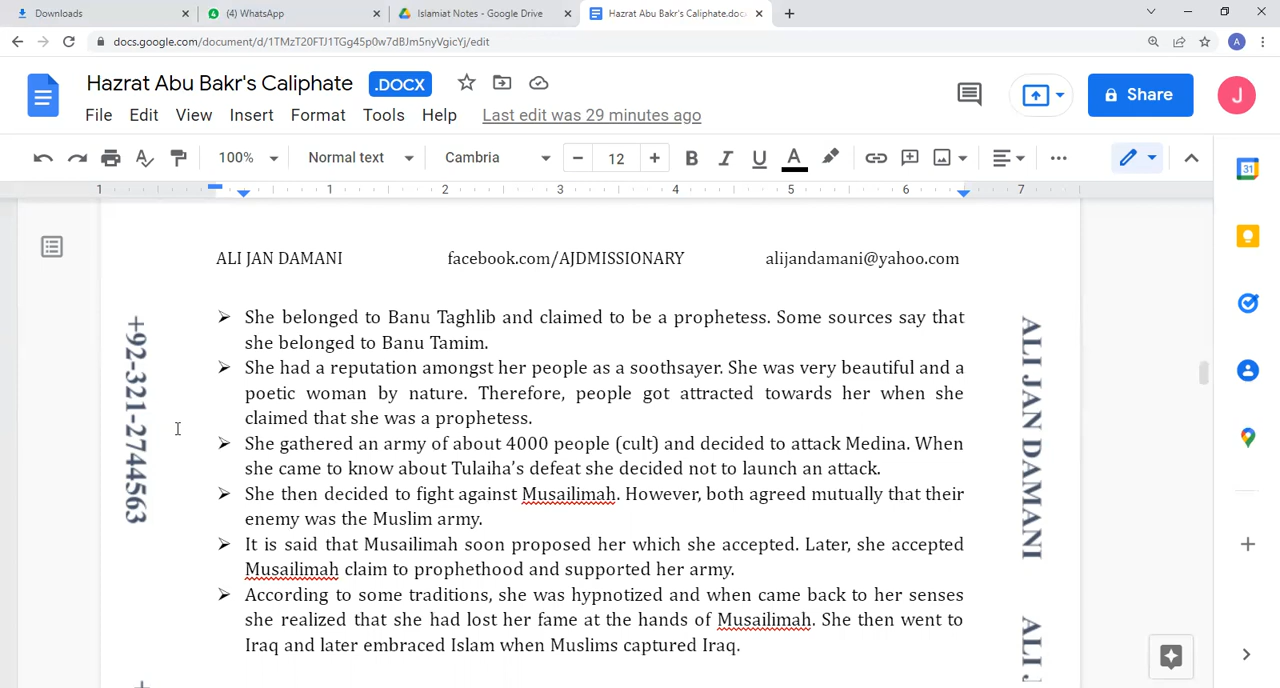 Downloads
(4) WhatsApp
Islamiat Notes - Google Drive
Hazrat Abu Bakr's Caliphate.docx
docs.google.com/document/d/1TMzT20FTJ1TGg45p0w7dBJm5nyVgicYj/edit
A
Hazrat Abu Bakr's Caliphate
.DOCX
Share
J
File Edit View Insert Format Tools Help Last edit was 29 minutes ago
100% Normal text Cambria 12 B I U A
31
1 1 2 3 4 5 6 7
ALI JAN DAMANI facebook.com/AJDMISSIONARY alijandamani@yahoo.com
➢ She belonged to Banu Taghlib and claimed to be a prophetess. Some sources say that
she belonged to Banu Tamim.
➢ She had a reputation amongst her people as a soothsayer. She was very beautiful and a
poetic woman by nature. Therefore, people got attracted towards her when she
claimed that she was a prophetess.
➢ She gathered an army of about 4000 people (cult) and decided to attack Medina. When
she came to know about Tulaiha’s defeat she decided not to launch an attack.
➢ She then decided to fight against Musailimah. However, both agreed mutually that their
enemy was the Muslim army.
➢ It is said that Musailimah soon proposed her which she accepted. Later, she accepted
Musailimah claim to prophethood and supported her army.
➢ According to some traditions, she was hypnotized and when came back to her senses
she realized that she had lost her fame at the hands of Musailimah. She then went to
Iraq and later embraced Islam when Muslims captured Iraq.
+92-321-2744563
ALI JAN DAMANI
ALI J